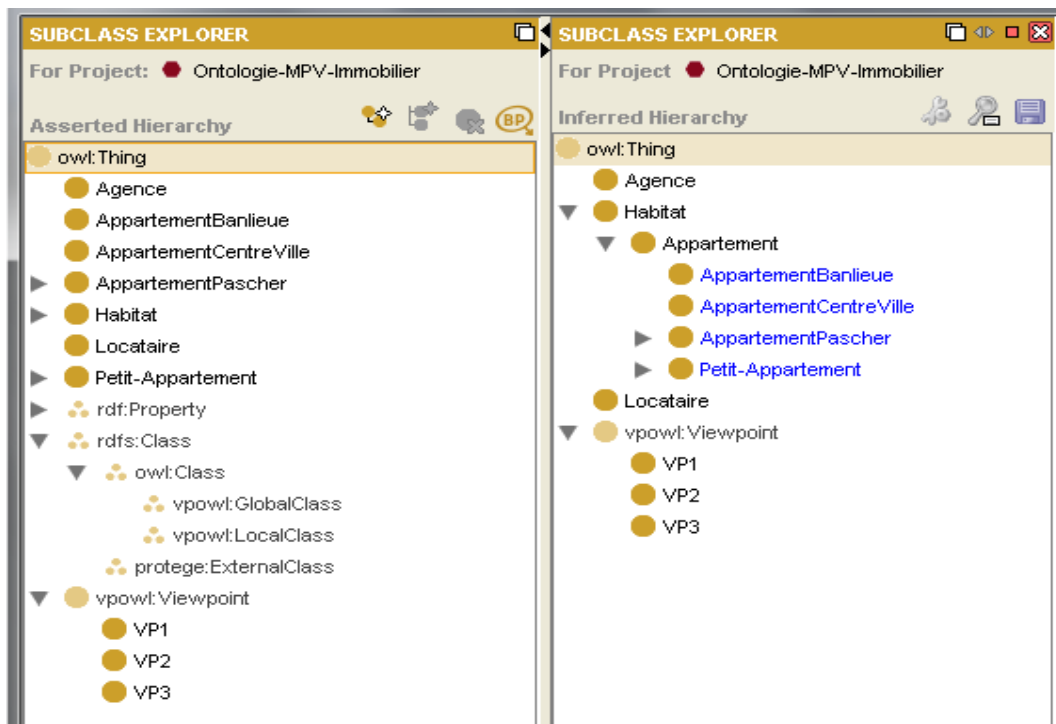 SUBCLASS EXPLORER
For Project: Ontologie-MPV-Immobilier
Asserted Hierarchy
BP
owl:Thing
Agence
AppartementBanlieue
AppartementCentreVille
AppartementPascher
Habitat
Locataire
Petit-Appartement
rdf:Property
rdfs:Class
owl:Class
vpowl:GlobalClass
vpowl:LocalClass
protege:ExternalClass
vpowl:Viewpoint
VP1
VP2
VP3
SUBCLASS EXPLORER
For Project Ontologie-MPV-Immobilier
Inferred Hierarchy
owl:Thing
Agence
Habitat
Appartement
AppartementBanlieue
AppartementCentreVille
AppartementPascher
Petit-Appartement
Locataire
vpowl:Viewpoint
VP1
VP2
VP3